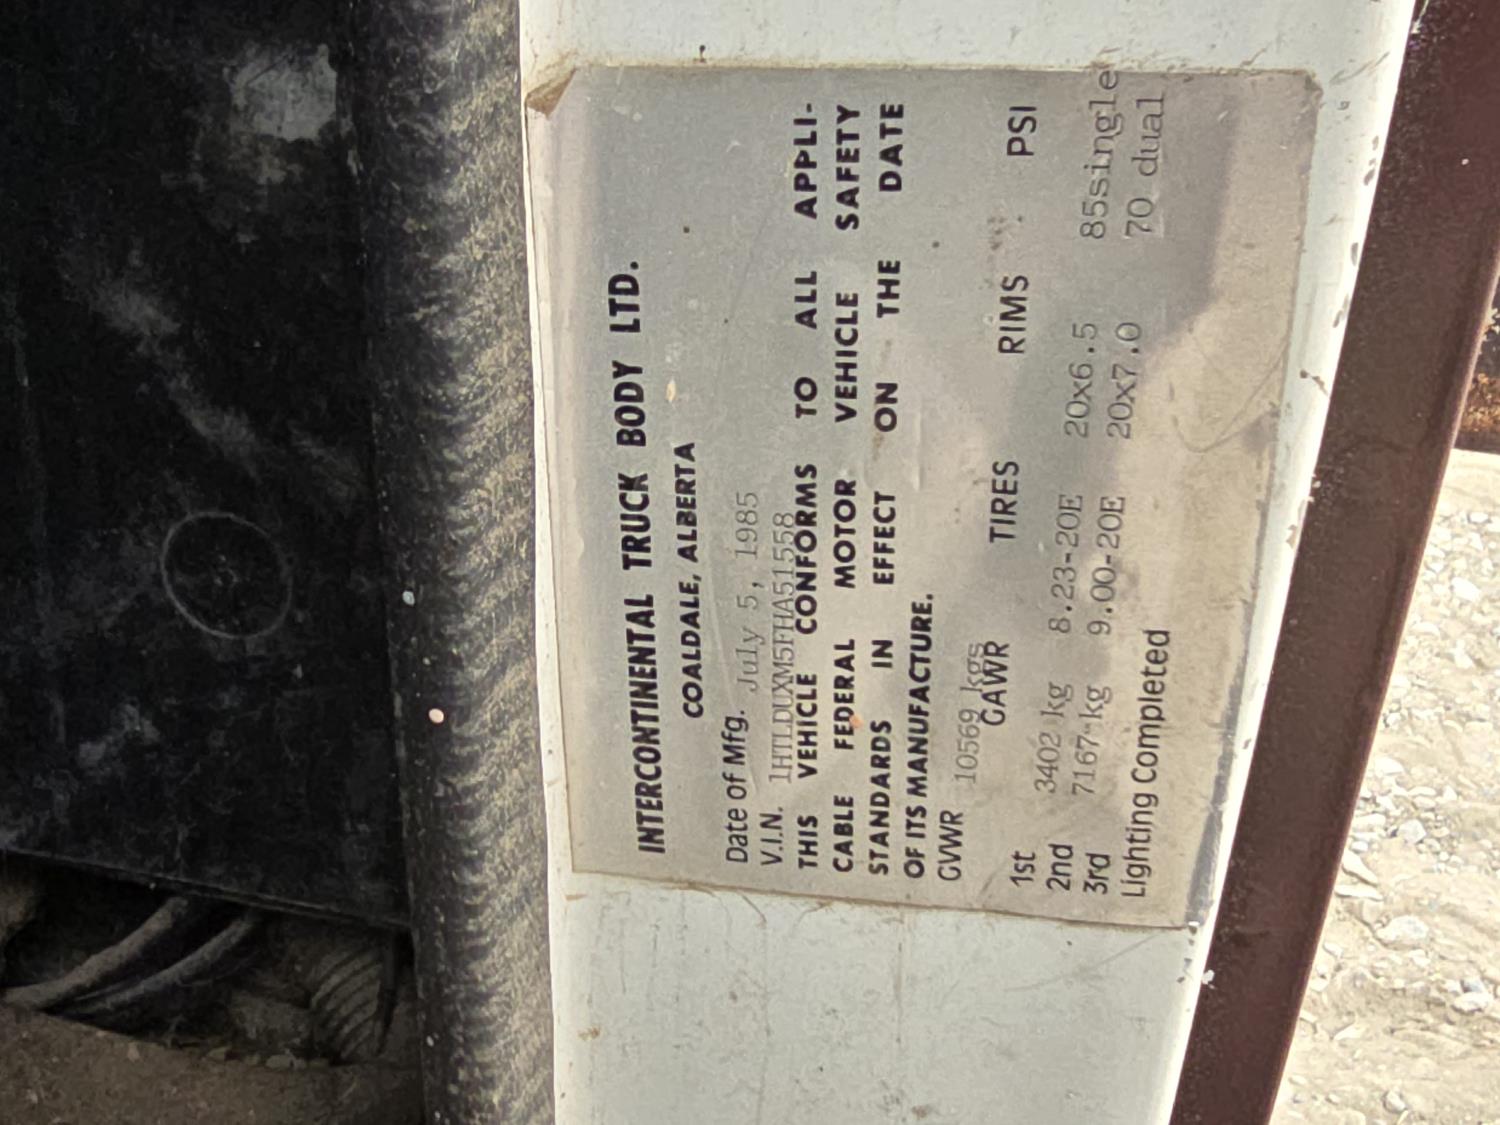 INTERCONTINENTAL TRUCK BODY LTD.
COALDALE, ALBERTA
Date of Mfg. July 5, 1985
V.I.N. 1HTLDUXM5FHA51558
THIS VEHICLE CONFORMS TO ALL APPLI-
CABLE FEDERAL MOTOR VEHICLE SAFETY
STANDARDS IN EFFECT ON THE DATE
OF ITS MANUFACTURE.
GVWR 10569 kgs
GAWR TIRES RIMS PSI
1st
2nd 3402 kg 8.23-20E 20x6.5 85single
3rd 7167 kg 9.00-20E 20x7.0 70 dual
Lighting Completed